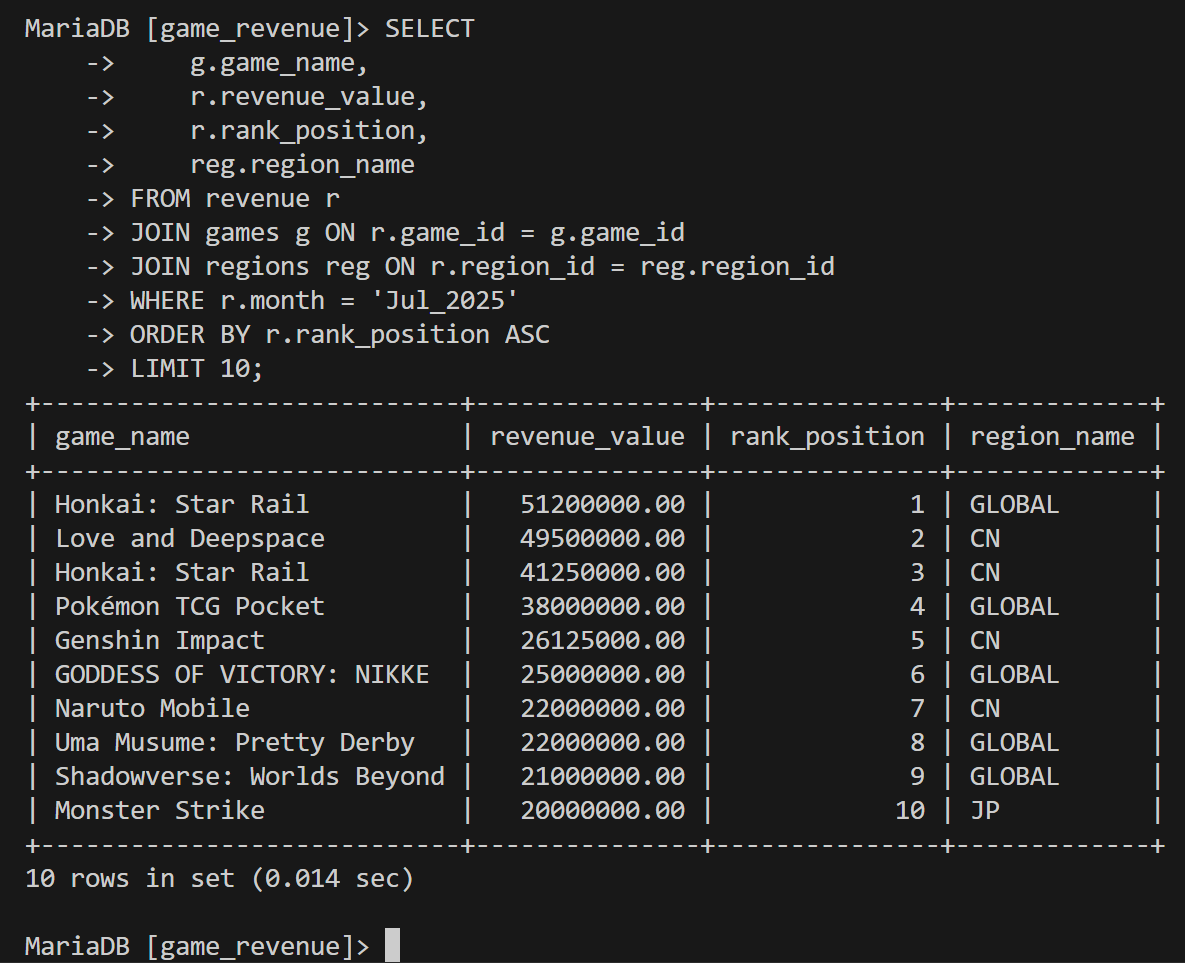 MariaDB [game_revenue]> SELECT
    ->     g.game_name,
    ->     r.revenue_value,
    ->     r.rank_position,
    ->     reg.region_name
    -> FROM revenue r
    -> JOIN games g ON r.game_id = g.game_id
    -> JOIN regions reg ON r.region_id = reg.region_id
    -> WHERE r.month = 'Jul_2025'
    -> ORDER BY r.rank_position ASC
    -> LIMIT 10;
+----------------------------+---------------+---------------+-------------+
| game_name                  | revenue_value | rank_position | region_name |
+----------------------------+---------------+---------------+-------------+
| Honkai: Star Rail          |   51200000.00 |             1 | GLOBAL      |
| Love and Deepspace         |   49500000.00 |             2 | CN          |
| Honkai: Star Rail          |   41250000.00 |             3 | CN          |
| Pokémon TCG Pocket         |   38000000.00 |             4 | GLOBAL      |
| Genshin Impact             |   26125000.00 |             5 | CN          |
| GODDESS OF VICTORY: NIKKE  |   25000000.00 |             6 | GLOBAL      |
| Naruto Mobile              |   22000000.00 |             7 | CN          |
| Uma Musume: Pretty Derby   |   22000000.00 |             8 | GLOBAL      |
| Shadowverse: Worlds Beyond |   21000000.00 |             9 | GLOBAL      |
| Monster Strike             |   20000000.00 |            10 | JP          |
+----------------------------+---------------+---------------+-------------+
10 rows in set (0.014 sec)

MariaDB [game_revenue]>